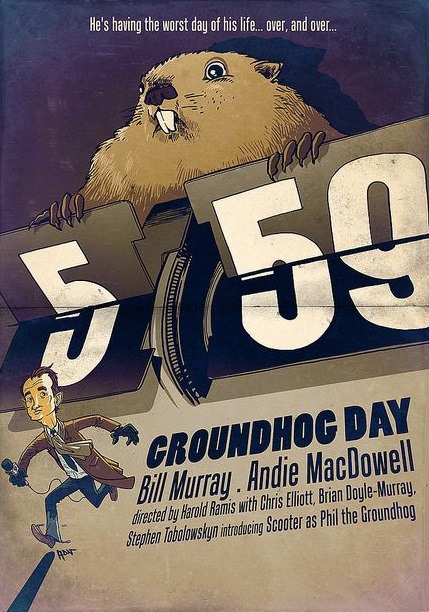 He's having the worst day of his life... over, and over...
5 59
GROUNDHOG DAY
Bill Murray . Andie MacDowell
directed by Harold Ramis with Chris Elliott, Brian Doyle-Murray,
Stephen Tobolowskyn introducing Scooter as Phil the Groundhog